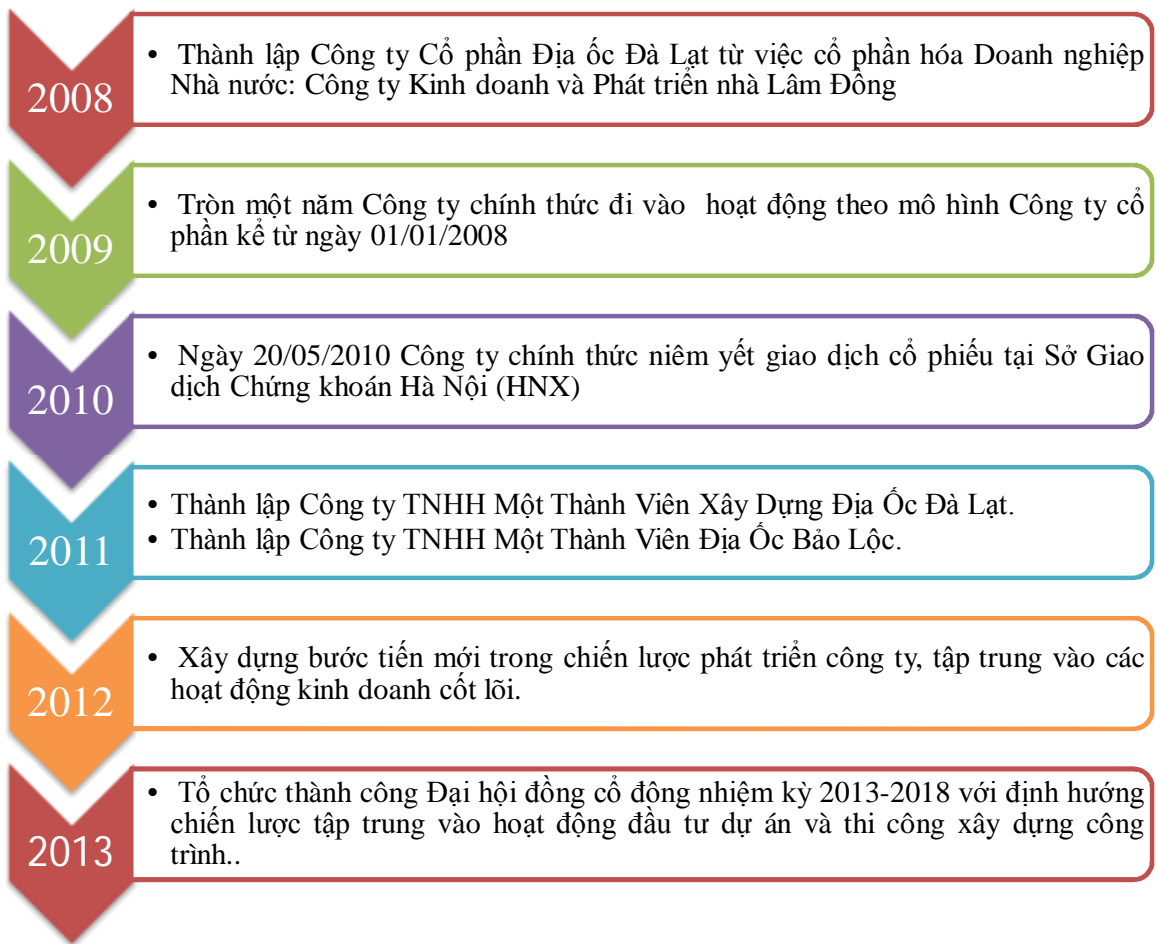 2008
• Thành lập Công ty Cổ phần Địa ốc Đà Lạt từ việc cổ phần hóa Doanh nghiệp
Nhà nước: Công ty Kinh doanh và Phát triển nhà Lâm Đồng
2009
• Tròn một năm Công ty chính thức đi vào hoạt động theo mô hình Công ty cổ
phần kể từ ngày 01/01/2008
2010
• Ngày 20/05/2010 Công ty chính thức niêm yết giao dịch cổ phiếu tại Sở Giao
dịch Chứng khoán Hà Nội (HNX)
2011
• Thành lập Công ty TNHH Một Thành Viên Xây Dựng Địa Ốc Đà Lạt.
• Thành lập Công ty TNHH Một Thành Viên Địa Ốc Bảo Lộc.
2012
• Xây dựng bước tiến mới trong chiến lược phát triển công ty, tập trung vào các
hoạt động kinh doanh cốt lõi.
2013
• Tổ chức thành công Đại hội đồng cổ đông nhiệm kỳ 2013-2018 với định hướng
chiến lược tập trung vào hoạt động đầu tư dự án và thi công xây dựng công
trình..